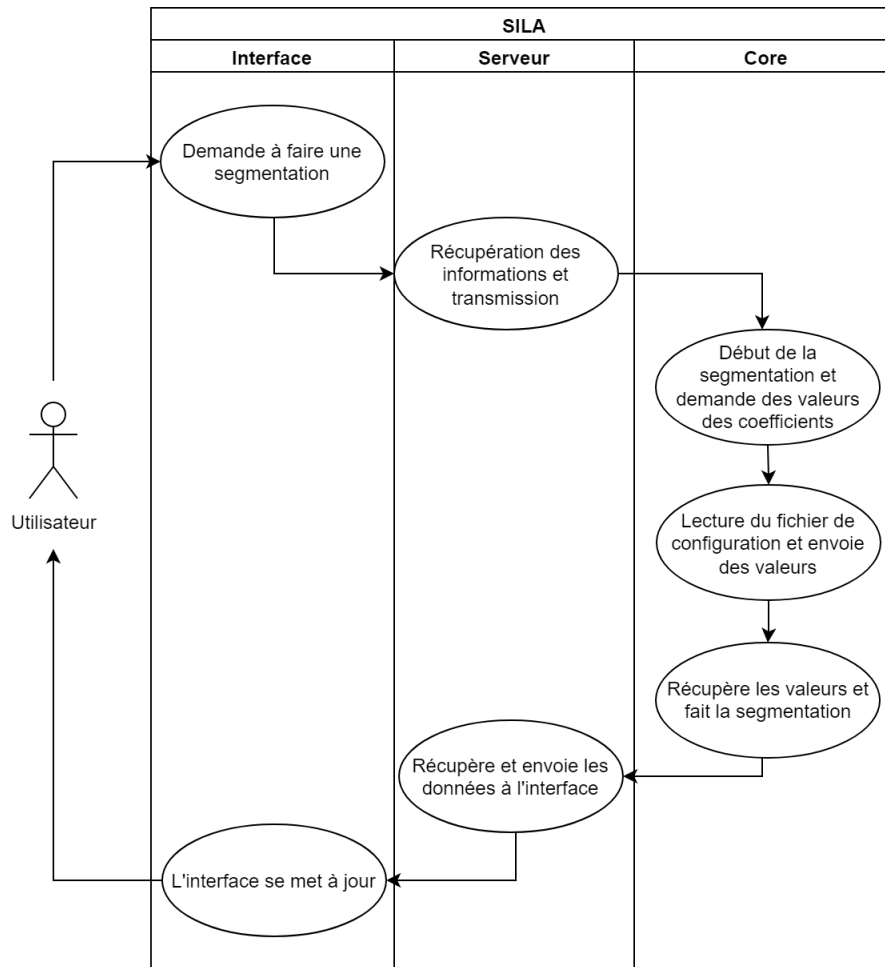 SILA
Interface
Serveur
Core
Demande à faire une
segmentation
Récupération des
informations et
transmission
Début de la
segmentation et
demande des valeurs
des coefficients
Utilisateur
Lecture du fichier de
configuration et envoie
des valeurs
Récupère les valeurs et
fait la segmentation
Récupère et envoie les
données à l'interface
L'interface se met à jour